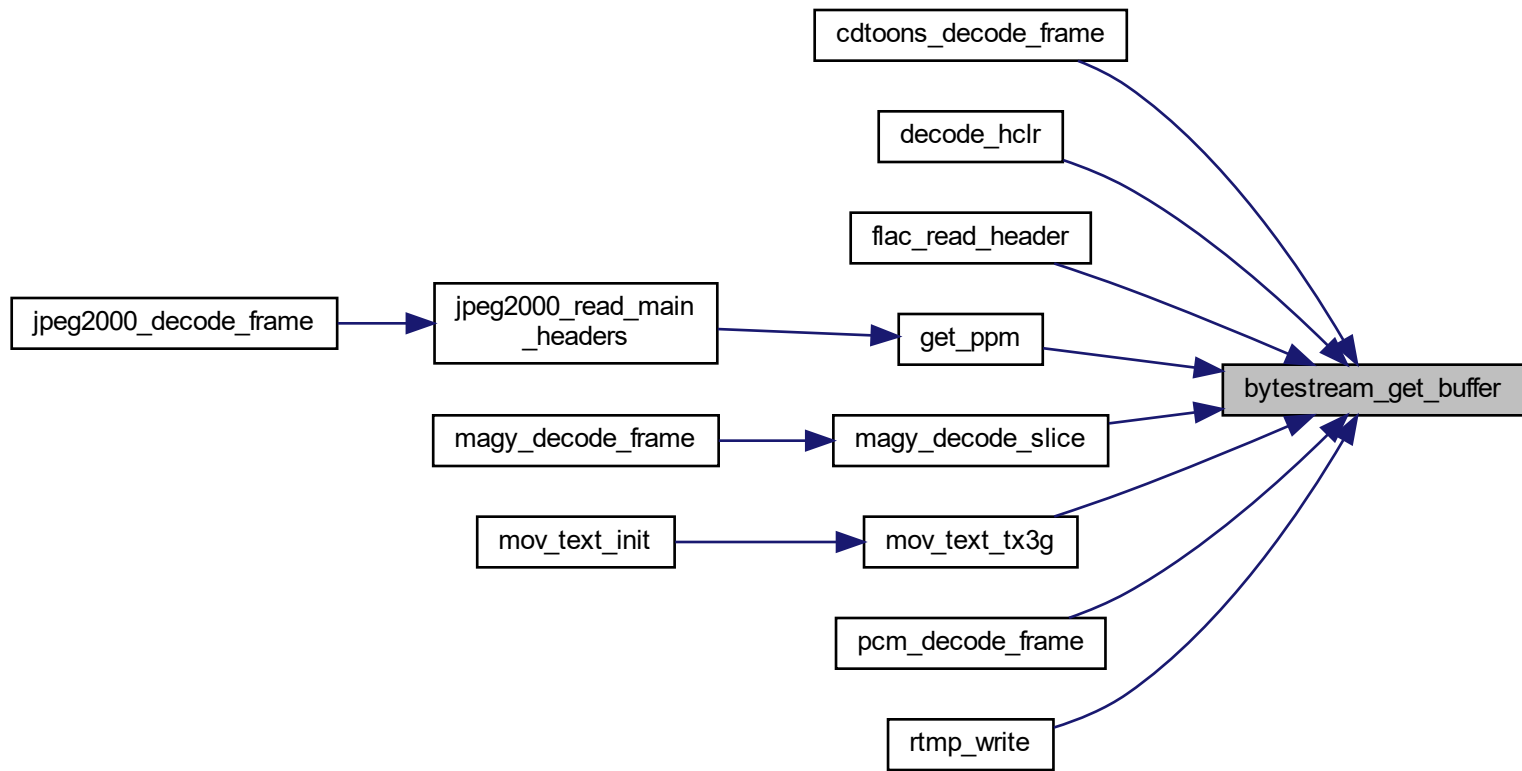 cdtoons_decode_frame
decode_hclr
flac_read_header
jpeg2000_decode_frame
jpeg2000_read_main
_headers
get_ppm
bytestream_get_buffer
magy_decode_frame
magy_decode_slice
mov_text_init
mov_text_tx3g
pcm_decode_frame
rtmp_write